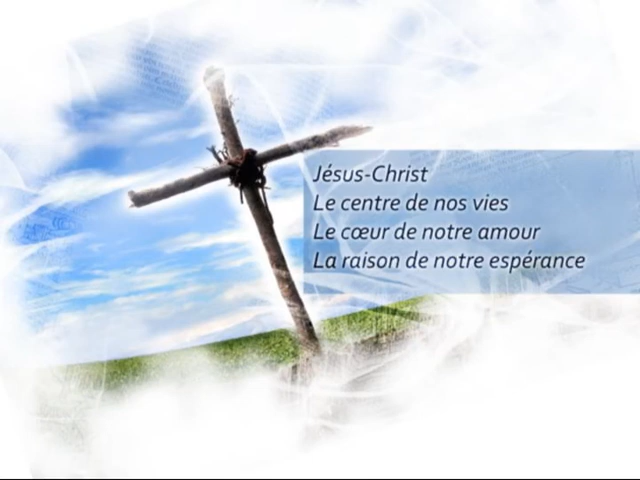 Jésus-Christ
Le centre de nos vies
Le cœur de notre amour
La raison de notre espérance